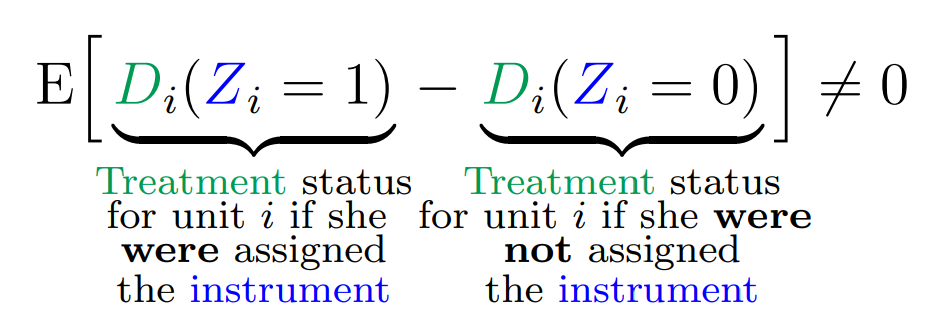 E[D_i(Z_i = 1) − D_i(Z_i = 0)] ≠ 0
Treatment status
for unit i if she
were assigned
the instrument
Treatment status
for unit i if she were
not assigned
the instrument